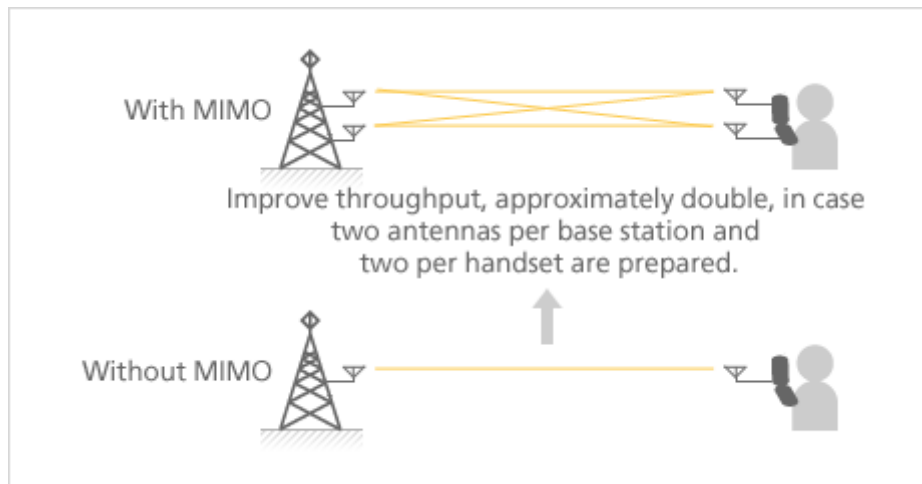 With MIMO
Improve throughput, approximately double, in case
two antennas per base station and
two per handset are prepared.
Without MIMO